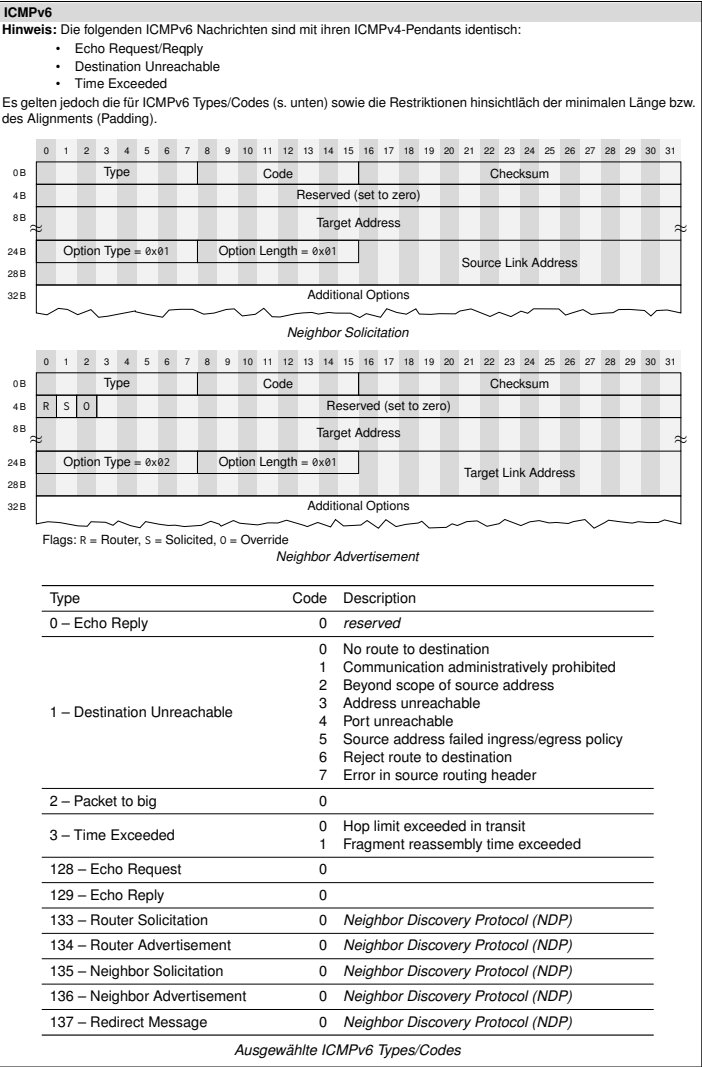 ICMPv6
Hinweis: Die folgenden ICMPv6 Nachrichten sind mit ihren ICMPv4-Pendants identisch:
• Echo Request/Reqply
• Destination Unreachable
• Time Exceeded
Es gelten jedoch die für ICMPv6 Types/Codes (s. unten) sowie die Restriktionen hinsichtläch der minimalen Länge bzw.
des Alignments (Padding).
0 1 2 3 4 5 6 7 8 9 10 11 12 13 14 15 16 17 18 19 20 21 22 23 24 25 26 27 28 29 30 31
0 B Type Code Checksum
4 B Reserved (set to zero)
8 B Target Address
24 B Option Type = 0x01 Option Length = 0x01 Source Link Address
28 B
32 B Additional Options
Neighbor Solicitation
0 1 2 3 4 5 6 7 8 9 10 11 12 13 14 15 16 17 18 19 20 21 22 23 24 25 26 27 28 29 30 31
0 B Type Code Checksum
4 B R S O Reserved (set to zero)
8 B Target Address
24 B Option Type = 0x02 Option Length = 0x01 Target Link Address
28 B
32 B Additional Options
Flags: R = Router, S = Solicited, O = Override
Neighbor Advertisement
Type Code Description
0 – Echo Reply 0 reserved
1 – Destination Unreachable
0 No route to destination
1 Communication administratively prohibited
2 Beyond scope of source address
3 Address unreachable
4 Port unreachable
5 Source address failed ingress/egress policy
6 Reject route to destination
7 Error in source routing header
2 – Packet to big 0
3 – Time Exceeded
0 Hop limit exceeded in transit
1 Fragment reassembly time exceeded
128 – Echo Request 0
129 – Echo Reply 0
133 – Router Solicitation 0 Neighbor Discovery Protocol (NDP)
134 – Router Advertisement 0 Neighbor Discovery Protocol (NDP)
135 – Neighbor Solicitation 0 Neighbor Discovery Protocol (NDP)
136 – Neighbor Advertisement 0 Neighbor Discovery Protocol (NDP)
137 – Redirect Message 0 Neighbor Discovery Protocol (NDP)
Ausgewählte ICMPv6 Types/Codes